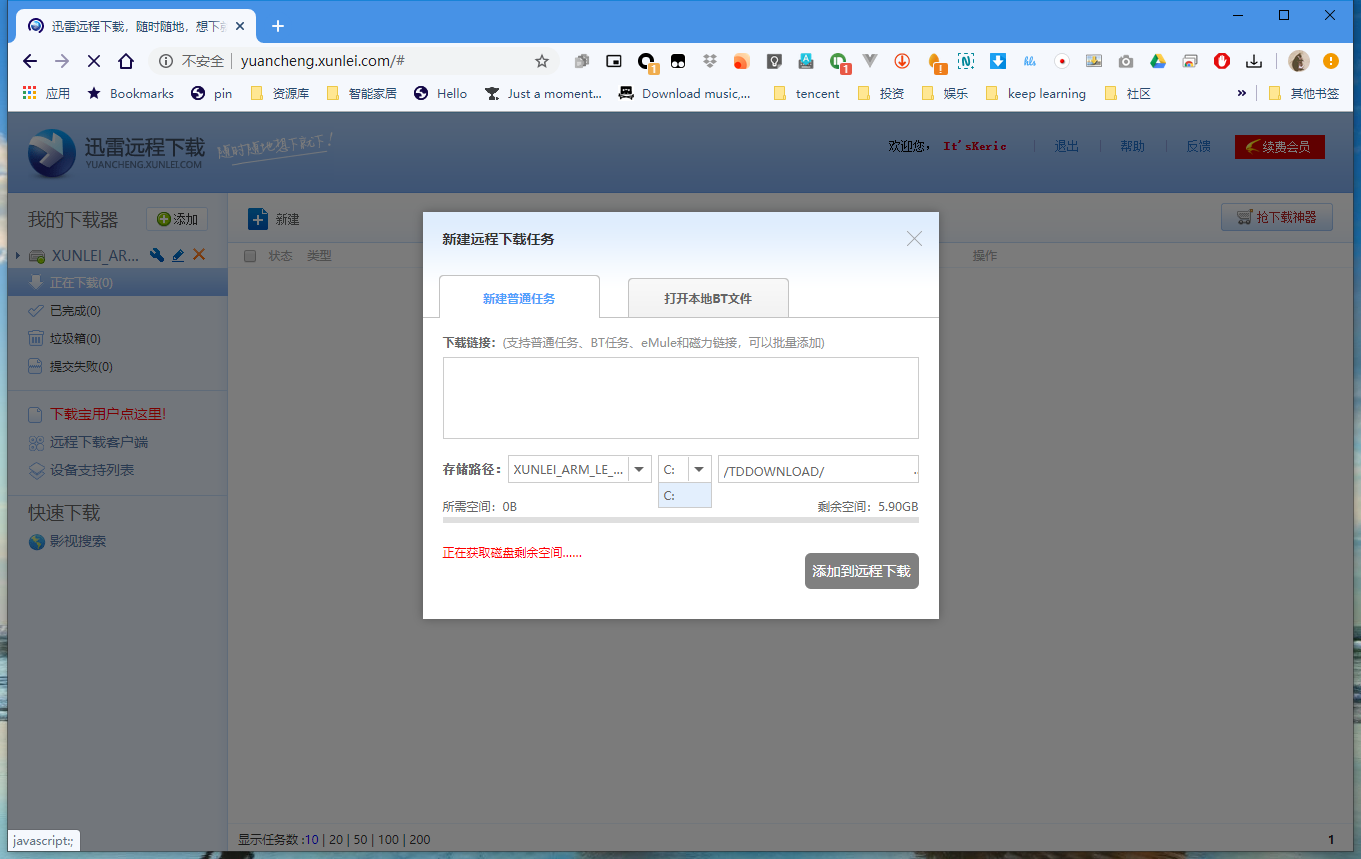 迅雷远程下载，随时随地，想下
不安全 yuancheng.xunlei.com/#
1 1 ! N
应用 Bookmarks pin 资源库 智能家居 Hello Just a moment... Download music,... tencent 投资 娱乐 keep learning 社区 » 其他书签
迅雷远程下载
YUANCHENG.XUNLEI.COM
随时随地想下就下！
欢迎您， It'sKeric 退出 帮助 反馈 续费会员
我的下载器 添加
新建
抢下载神器
XUNLEI_AR...
状态 类型 操作
正在下载(0)
已完成(0)
垃圾箱(0)
提交失败(0)
下载宝用户点这里!
远程下载客户端
设备支持列表
快速下载
影视搜索
新建远程下载任务
新建普通任务 打开本地BT文件
下载链接： (支持普通任务、BT任务、eMule和磁力链接，可以批量添加)
存储路径： XUNLEI_ARM_LE_... C: /TDDOWNLOAD/
C:
所需空间：0B 剩余空间：5.90GB
正在获取磁盘剩余空间......
添加到远程下载
显示任务数 :10 | 20 | 50 | 100 | 200 1
javascript:;